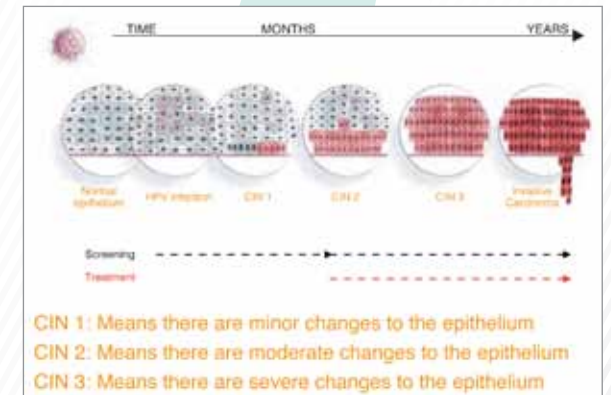 TIME MONTHS YEARS
Normal epithelium
HPV infection
CIN 1
CIN 2
CIN 3
Invasive Carcinoma
Screening
Treatment
CIN 1: Means there are minor changes to the epithelium
CIN 2: Means there are moderate changes to the epithelium
CIN 3: Means there are severe changes to the epithelium